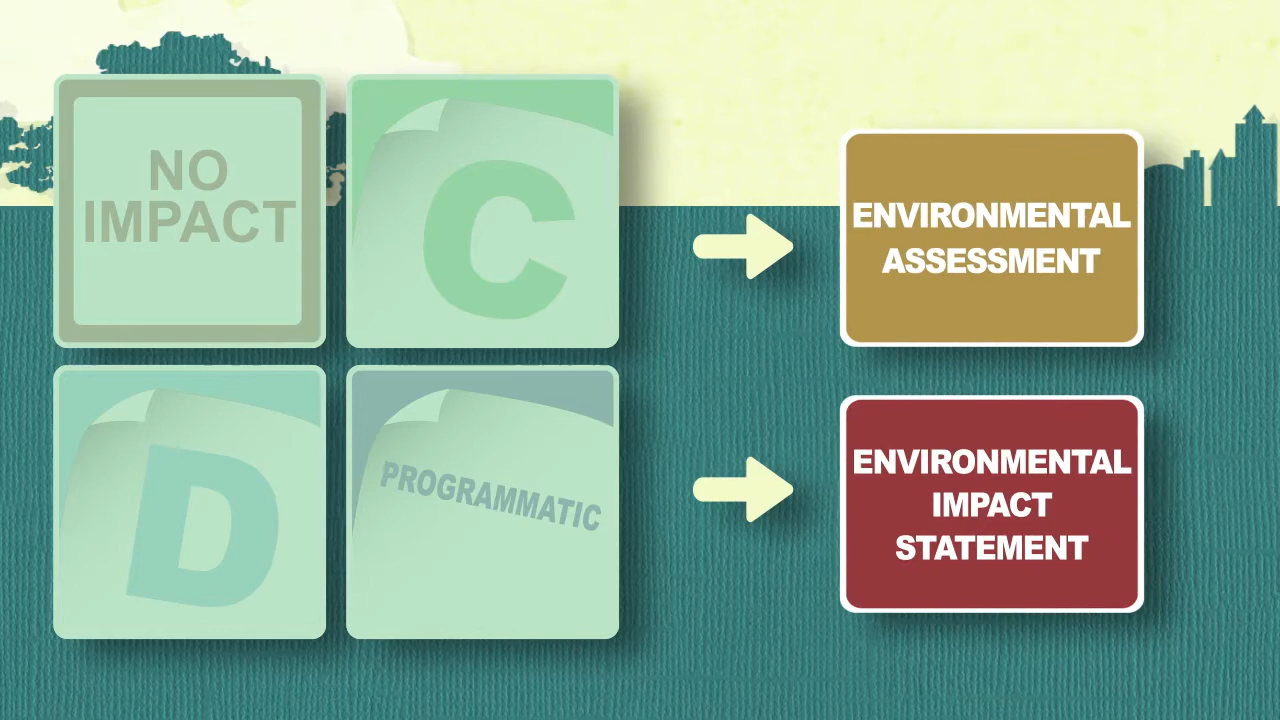 NO
IMPACT
C
D
PROGRAMMATIC
ENVIRONMENTAL
ASSESSMENT
ENVIRONMENTAL
IMPACT
STATEMENT